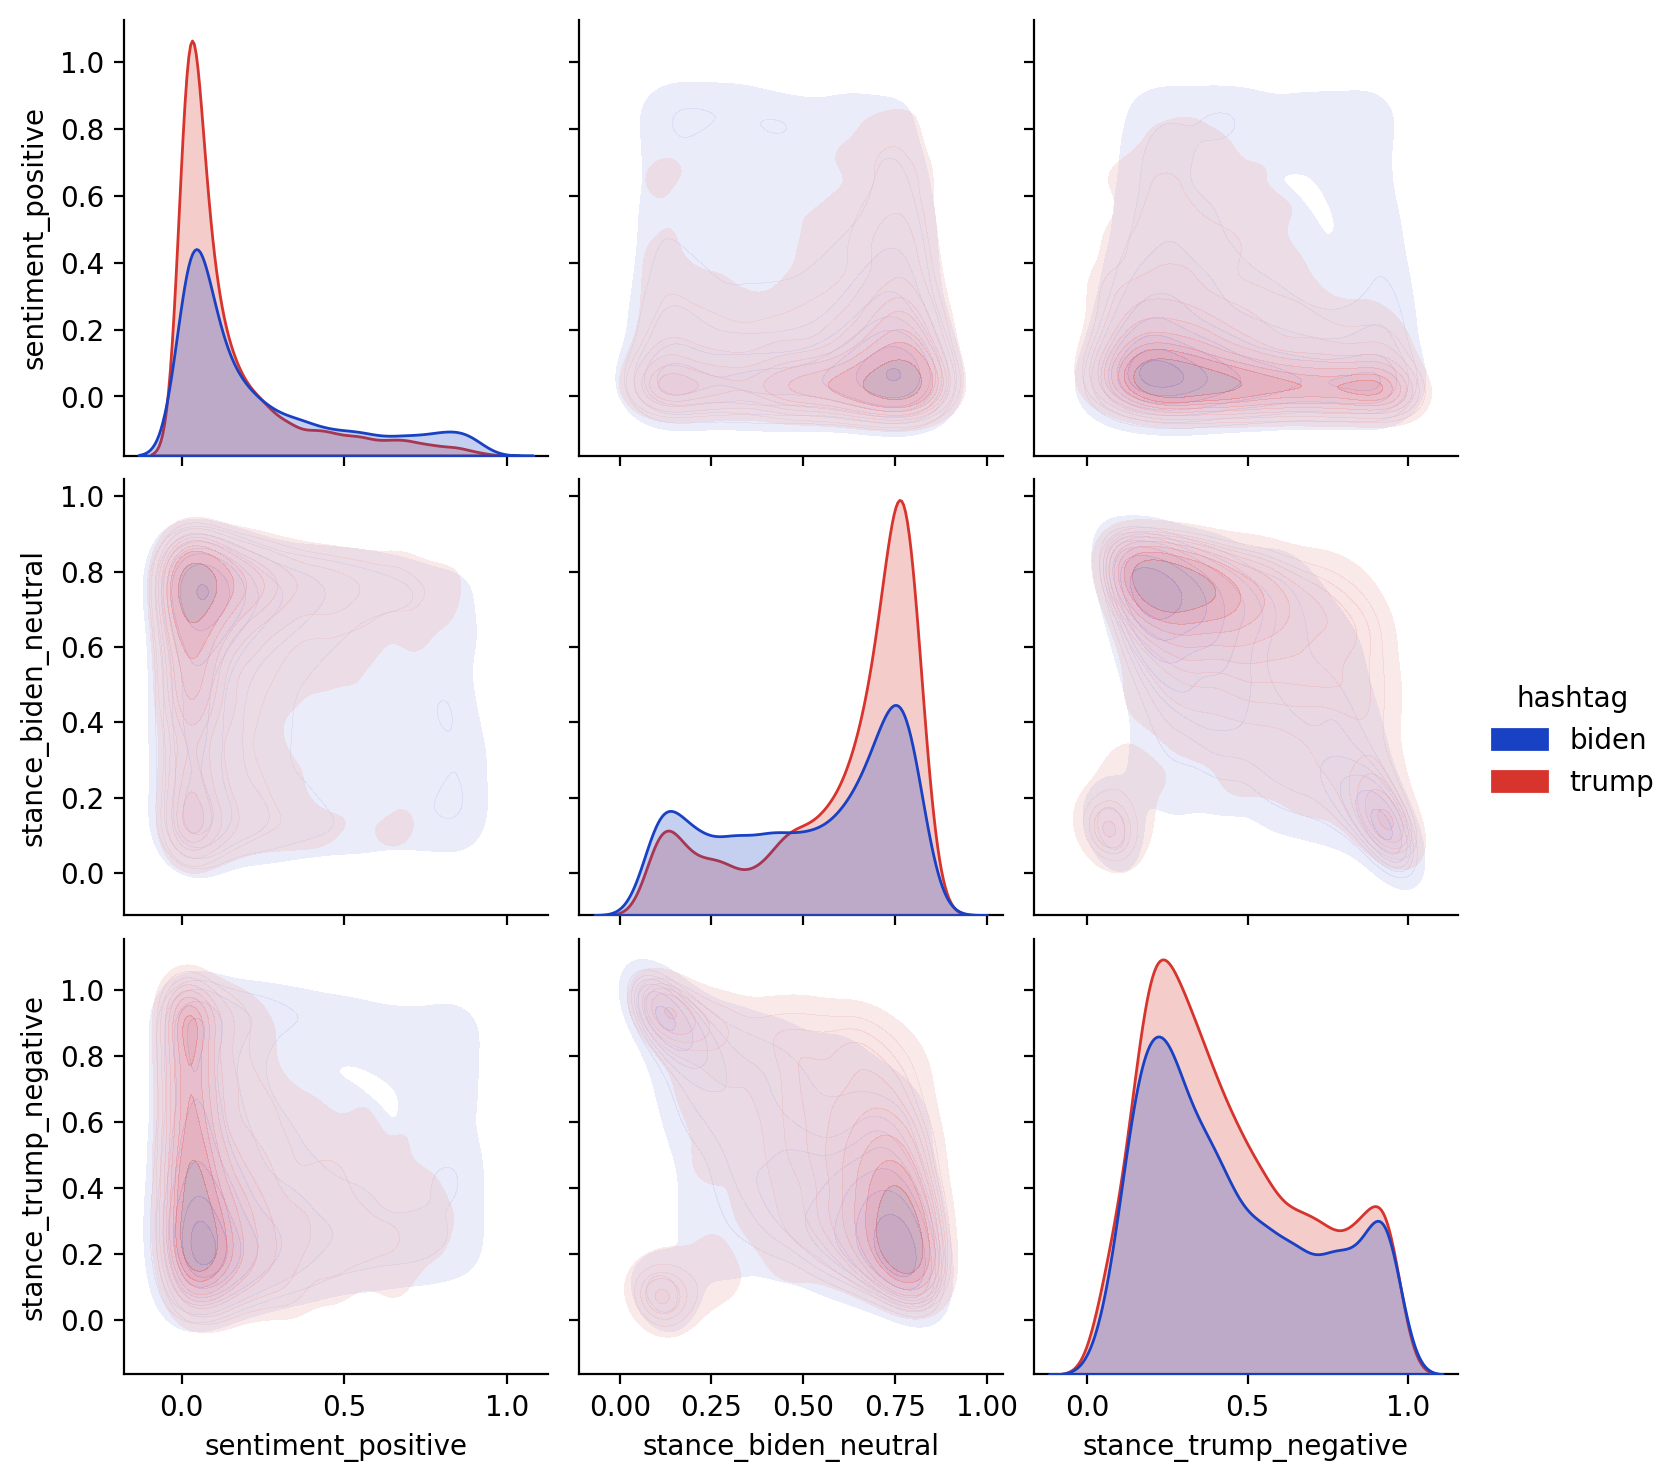 sentiment_positive
1.0
0.8
0.6
0.4
0.2
0.0
stance_biden_neutral
1.0
0.8
0.6
0.4
0.2
0.0
hashtag
biden
trump
stance_trump_negative
1.0
0.8
0.6
0.4
0.2
0.0
0.0 0.5 1.0
0.00 0.25 0.50 0.75 1.00
0.0 0.5 1.0
sentiment_positive
stance_biden_neutral
stance_trump_negative